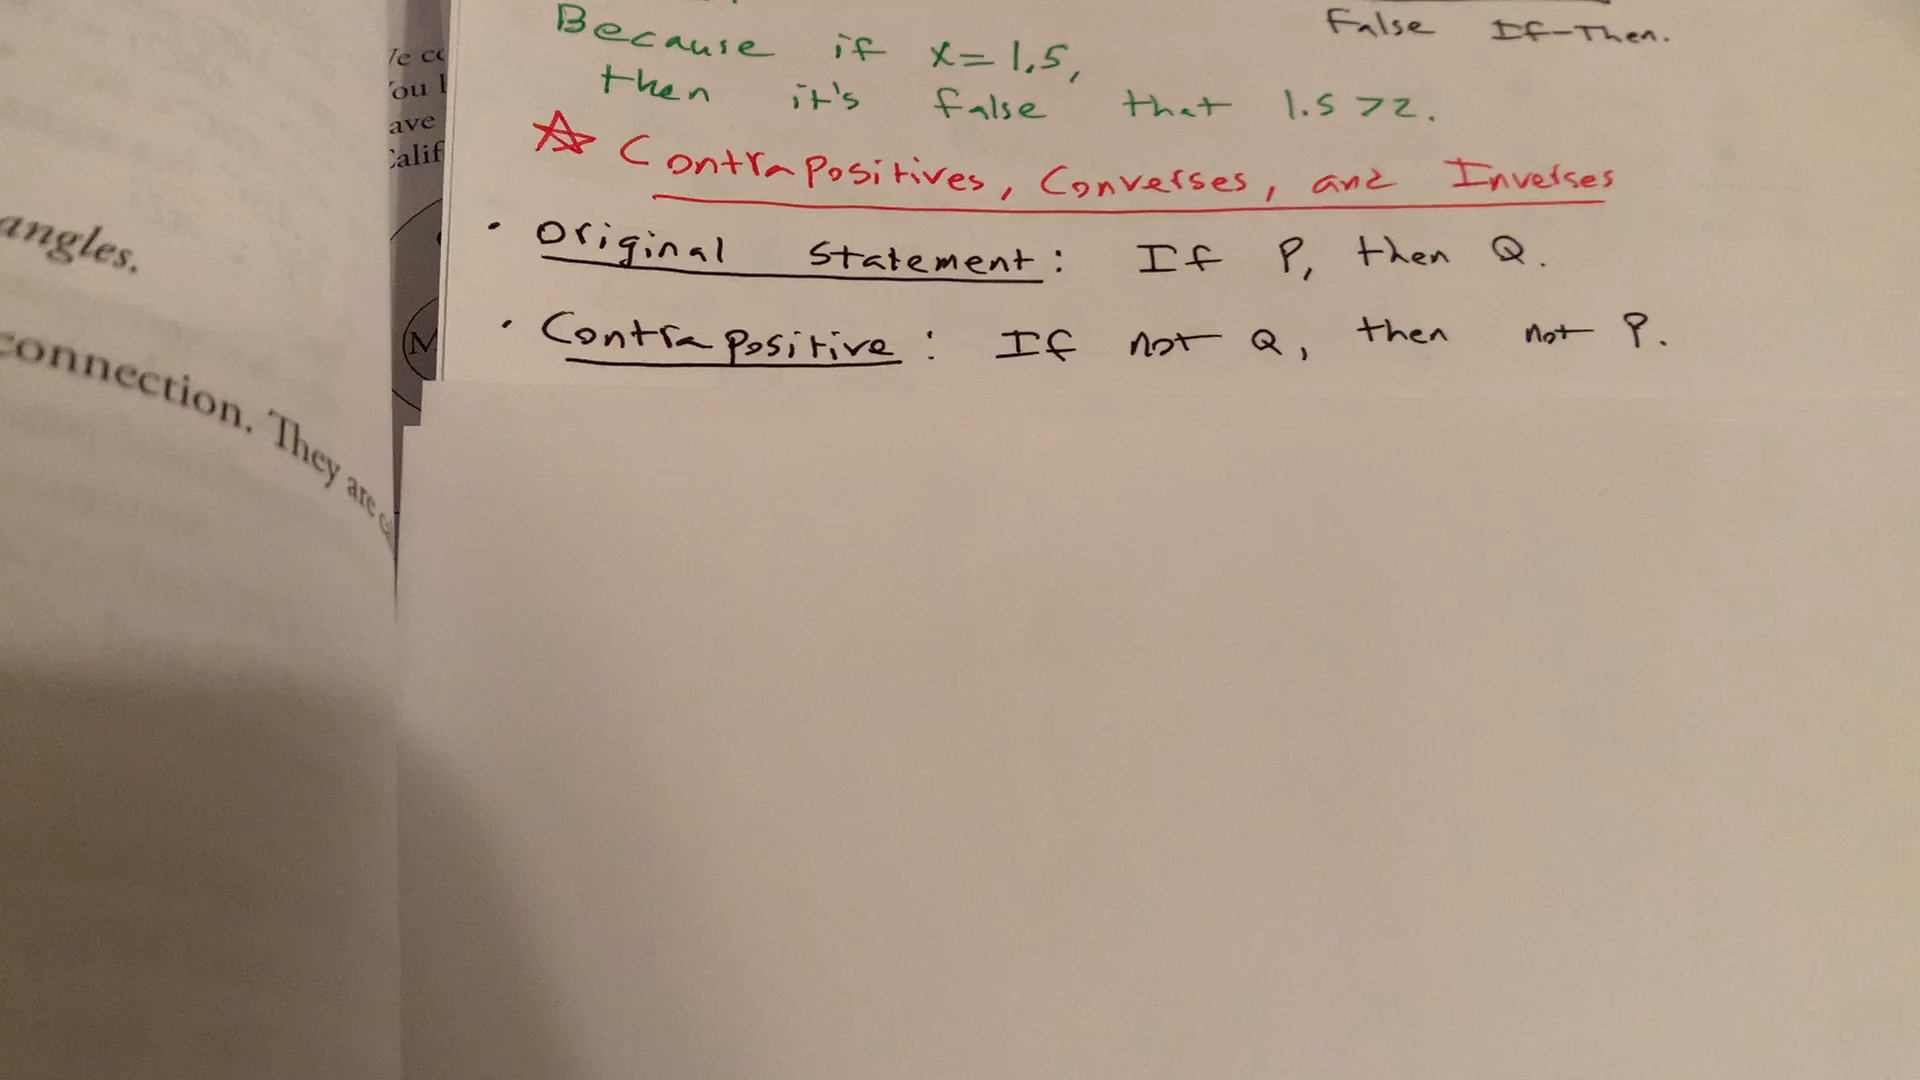 Because if x=1.5,
then it's false that 1.5 >2.
False If-Then.
☆ Contrapositives, Converses, and Inverses
• Original Statement: If P, then Q.
• Contrapositive: If not Q, then not P.
angles.
connection. They are
ave
M